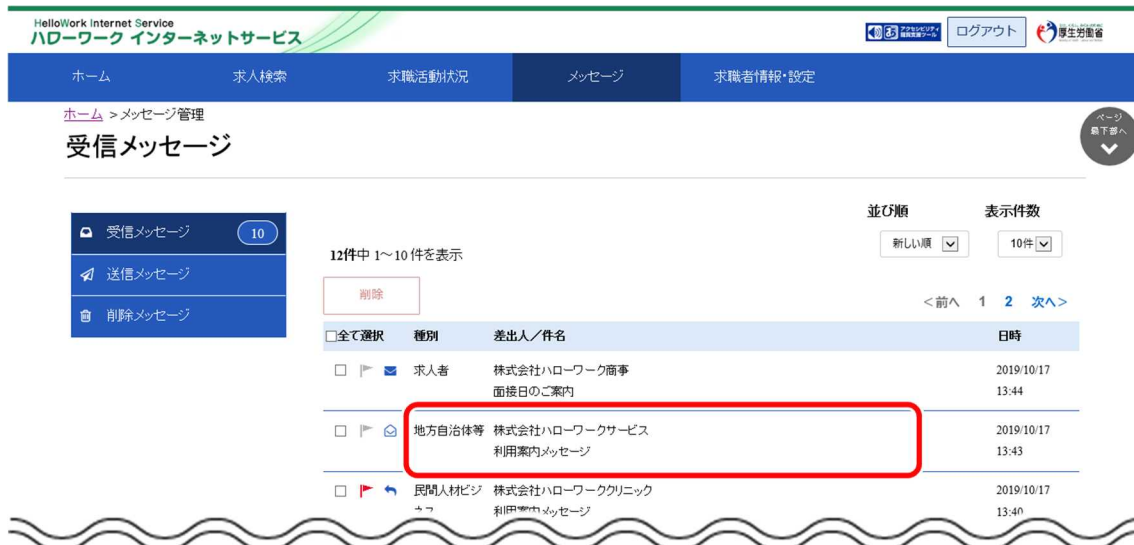 HelloWork Internet Service
ハローワーク インターネットサービス
ログアウト
厚生労働省
ホーム
求人検索
求職活動状況
メッセージ
求職者情報・設定
ホーム >メッセージ管理
受信メッセージ
ページ
最下部へ
受信メッセージ
10
送信メッセージ
削除メッセージ
並び順
表示件数
新しい順
10件
12件中 1～10 件を表示
削除
<前へ 1 2 次へ>
全て選択 種別 差出人／件名 日時
求人者 株式会社ハローワーク商事 2019/10/17
面接日のご案内 13:44
地方自治体等 株式会社ハローワークサービス 2019/10/17
利用案内メッセージ 13:43
民間人材ビジ 株式会社ハローワーククリニック 2019/10/17
利用案内メッセージ 13:40